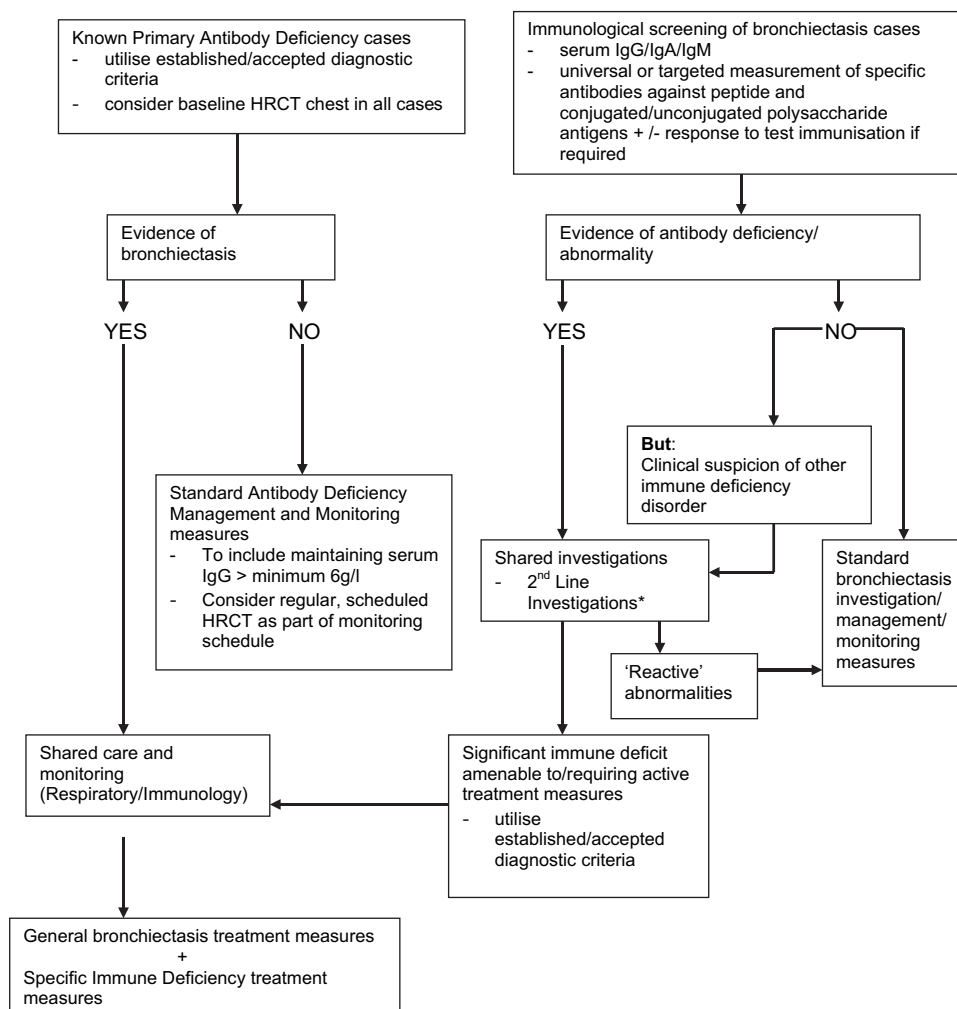 Known Primary Antibody Deficiency cases
- utilise established/accepted diagnostic
criteria
- consider baseline HRCT chest in all cases
Immunological screening of bronchiectasis cases
- serum IgG/IgA/IgM
- universal or targeted measurement of specific
antibodies against peptide and
conjugated/unconjugated polysaccharide
antigens + /- response to test immunisation if
required
Evidence of
bronchiectasis
Evidence of antibody deficiency/
abnormality
YES
NO
YES
NO
But:
Clinical suspicion of other
immune deficiency
disorder
Standard Antibody Deficiency
Management and Monitoring
measures
- To include maintaining serum
IgG > minimum 6g/l
- Consider regular, scheduled
HRCT as part of monitoring
schedule
Shared investigations
- 2nd Line
Investigations*
Standard
bronchiectasis
investigation/
management/
monitoring
measures
‘Reactive’
abnormalities
Shared care and
monitoring
(Respiratory/Immunology)
Significant immune deficit
amenable to/requiring active
treatment measures
- utilise
established/accepted
diagnostic criteria
General bronchiectasis treatment measures
+
Specific Immune Deficiency treatment
measures